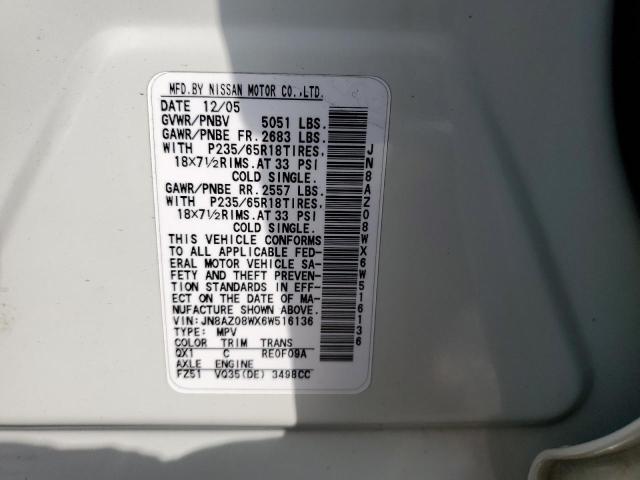 MFD.BY NISSAN MOTOR CO.,LTD.
DATE 12/05
GVWR/PNBV 5051 LBS.
GAWR/PNBE FR. 2683 LBS.
WITH P235/65R18TIRES.
18X7½RIMS.AT 33 PSI
COLD SINGLE.
GAWR/PNBE RR. 2557 LBS.
WITH P235/65R18TIRES.
18X7½RIMS.AT 33 PSI
COLD SINGLE.
THIS VEHICLE CONFORMS
TO ALL APPLICABLE FED-
ERAL MOTOR VEHICLE SA-
FETY AND THEFT PREVEN-
TION STANDARDS IN EFF-
ECT ON THE DATE OF MA-
NUFACTURE SHOWN ABOVE.
VIN:JN8AZ08WX6W516136
TYPE: MPV
COLOR TRIM TRANS
QX1 C RE0F09A
AXLE ENGINE
FZ51 VQ35(DE) 3498CC
JN8AZ08WX6W516136